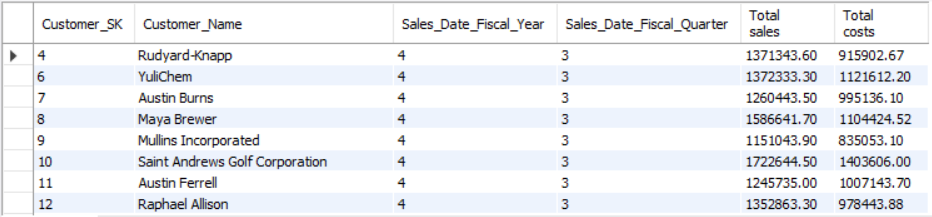 Customer_SK Customer_Name Sales_Date_Fiscal_Year Sales_Date_Fiscal_Quarter Total sales Total costs
4 Rudyard-Knapp 4 3 1371343.60 915902.67
6 YuliChem 4 3 1372333.30 1121612.20
7 Austin Burns 4 3 1260443.50 995136.10
8 Maya Brewer 4 3 1586641.70 1104424.52
9 Mullins Incorporated 4 3 1151043.90 835053.10
10 Saint Andrews Golf Corporation 4 3 1722644.50 1403606.00
11 Austin Ferrell 4 3 1245735.00 1007143.70
12 Raphael Allison 4 3 1352863.30 978443.88